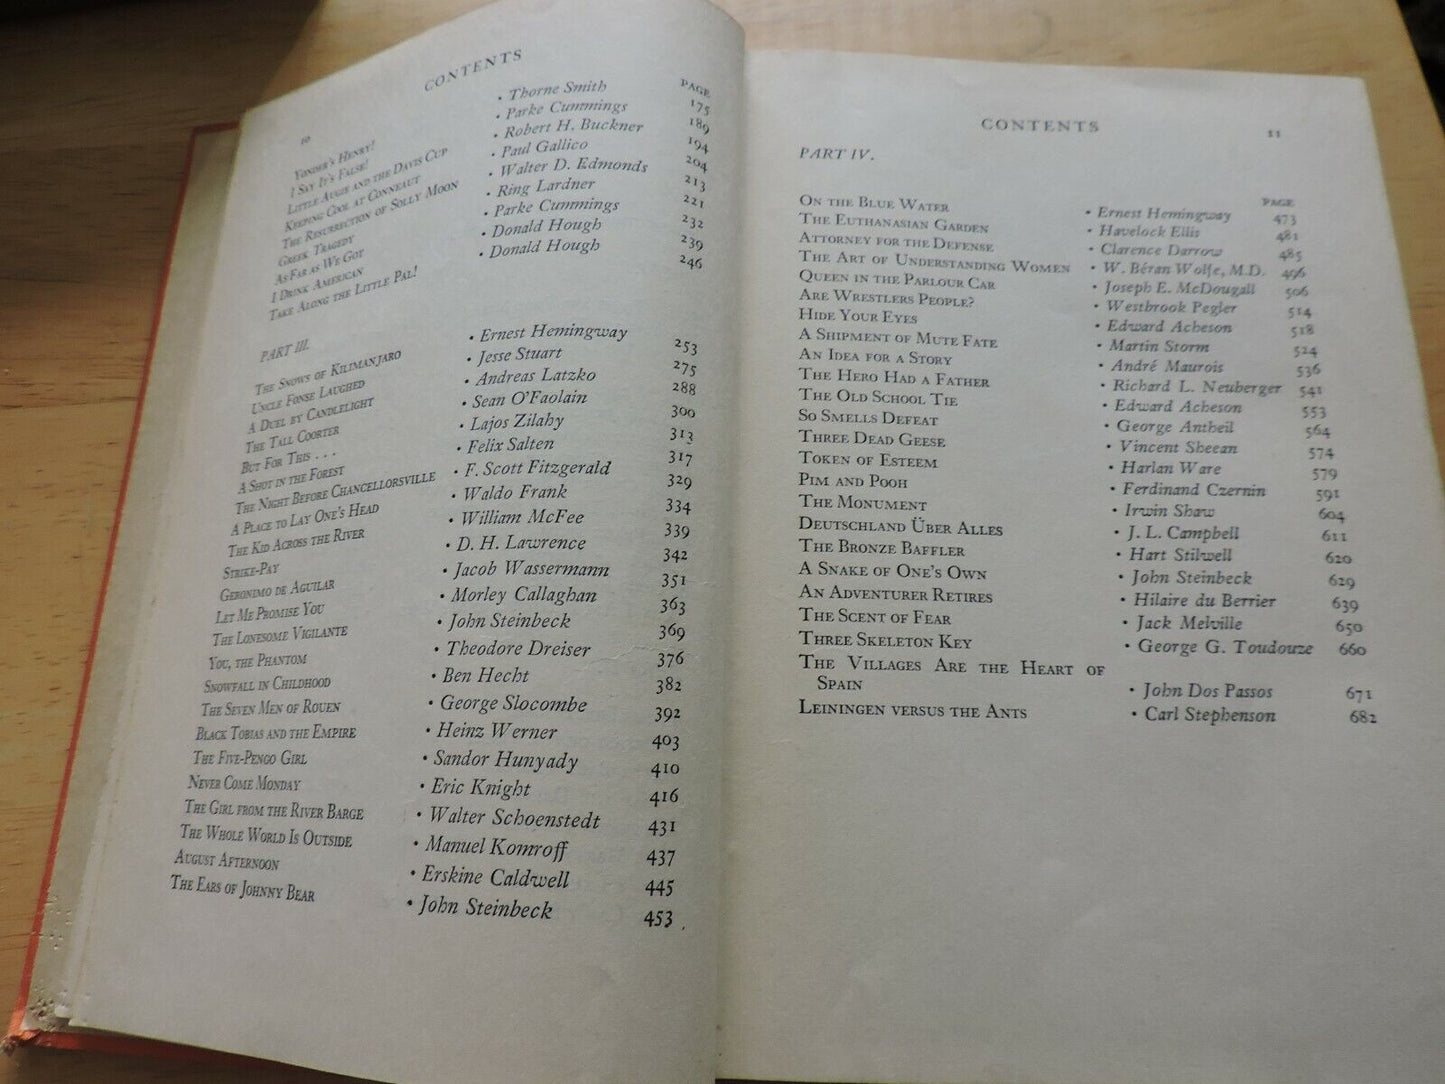 10 CONTENTS
PAGE
YONDER'S HENRY! • Thorne Smith 175
I SAY IT'S FALSE! • Parke Cummings 189
LITTLE AUGIE AND THE DAVIS CUP • Robert H. Buckner 194
KEEPING COOL AT CONNEAUT • Paul Gallico 204
THE RESURRECTION OF SOLLY MOON • Walter D. Edmonds 213
GREEK TRAGEDY • Ring Lardner 221
AS FAR AS WE GOT • Parke Cummings 232
I DRINK AMERICAN • Donald Hough 239
TAKE ALONG THE LITTLE PAL! • Donald Hough 246
PART III.
THE SNOWS OF KILIMANJARO • Ernest Hemingway 253
UNCLE FONSE LAUGHED • Jesse Stuart 275
A DUEL BY CANDLELIGHT • Andreas Latzko 288
THE TALL COORTER • Sean O'Faolain 300
BUT FOR THIS . . . • Lajos Zilahy 313
A SHOT IN THE FOREST • Felix Salten 317
THE NIGHT BEFORE CHANCELLORSVILLE • F. Scott Fitzgerald 329
A PLACE TO LAY ONE'S HEAD • Waldo Frank 334
THE KID ACROSS THE RIVER • William McFee 339
STRIKE-PAY • D. H. Lawrence 342
GERONIMO DE AGUILAR • Jacob Wassermann 351
LET ME PROMISE YOU • Morley Callaghan 363
THE LONESOME VIGILANTE • John Steinbeck 369
YOU, THE PHANTOM • Theodore Dreiser 376
SNOWFALL IN CHILDHOOD • Ben Hecht 382
THE SEVEN MEN OF ROUEN • George Slocombe 392
BLACK TOBIAS AND THE EMPIRE • Heinz Werner 403
THE FIVE-PENGO GIRL • Sandor Hunyady 410
NEVER COME MONDAY • Eric Knight 416
THE GIRL FROM THE RIVER BARGE • Walter Schoenstedt 431
THE WHOLE WORLD IS OUTSIDE • Manuel Komroff 437
AUGUST AFTERNOON • Erskine Caldwell 445
THE EARS OF JOHNNY BEAR • John Steinbeck 453
CONTENTS 11
PART IV.
PAGE
ON THE BLUE WATER • Ernest Hemingway 473
THE EUTHANASIAN GARDEN • Havelock Ellis 481
ATTORNEY FOR THE DEFENSE • Clarence Darrow 485
THE ART OF UNDERSTANDING WOMEN • W. Béran Wolfe, M.D. 496
QUEEN IN THE PARLOUR CAR • Joseph E. McDougall 506
ARE WRESTLERS PEOPLE? • Westbrook Pegler 514
HIDE YOUR EYES • Edward Acheson 518
A SHIPMENT OF MUTE FATE • Martin Storm 524
AN IDEA FOR A STORY • André Maurois 536
THE HERO HAD A FATHER • Richard L. Neuberger 541
THE OLD SCHOOL TIE • Edward Acheson 553
SO SMELLS DEFEAT • George Antheil 564
THREE DEAD GEESE • Vincent Sheean 574
TOKEN OF ESTEEM • Harlan Ware 579
PIM AND POOH • Ferdinand Czernin 591
THE MONUMENT • Irwin Shaw 604
DEUTSCHLAND ÜBER ALLES • J. L. Campbell 611
THE BRONZE BAFFLER • Hart Stilwell 620
A SNAKE OF ONE'S OWN • John Steinbeck 629
AN ADVENTURER RETIRES • Hilaire du Berrier 639
THE SCENT OF FEAR • Jack Melville 650
THREE SKELETON KEY • George G. Toudouze 660
THE VILLAGES ARE THE HEART OF
SPAIN • John Dos Passos 671
LEININGEN VERSUS THE ANTS • Carl Stephenson 682